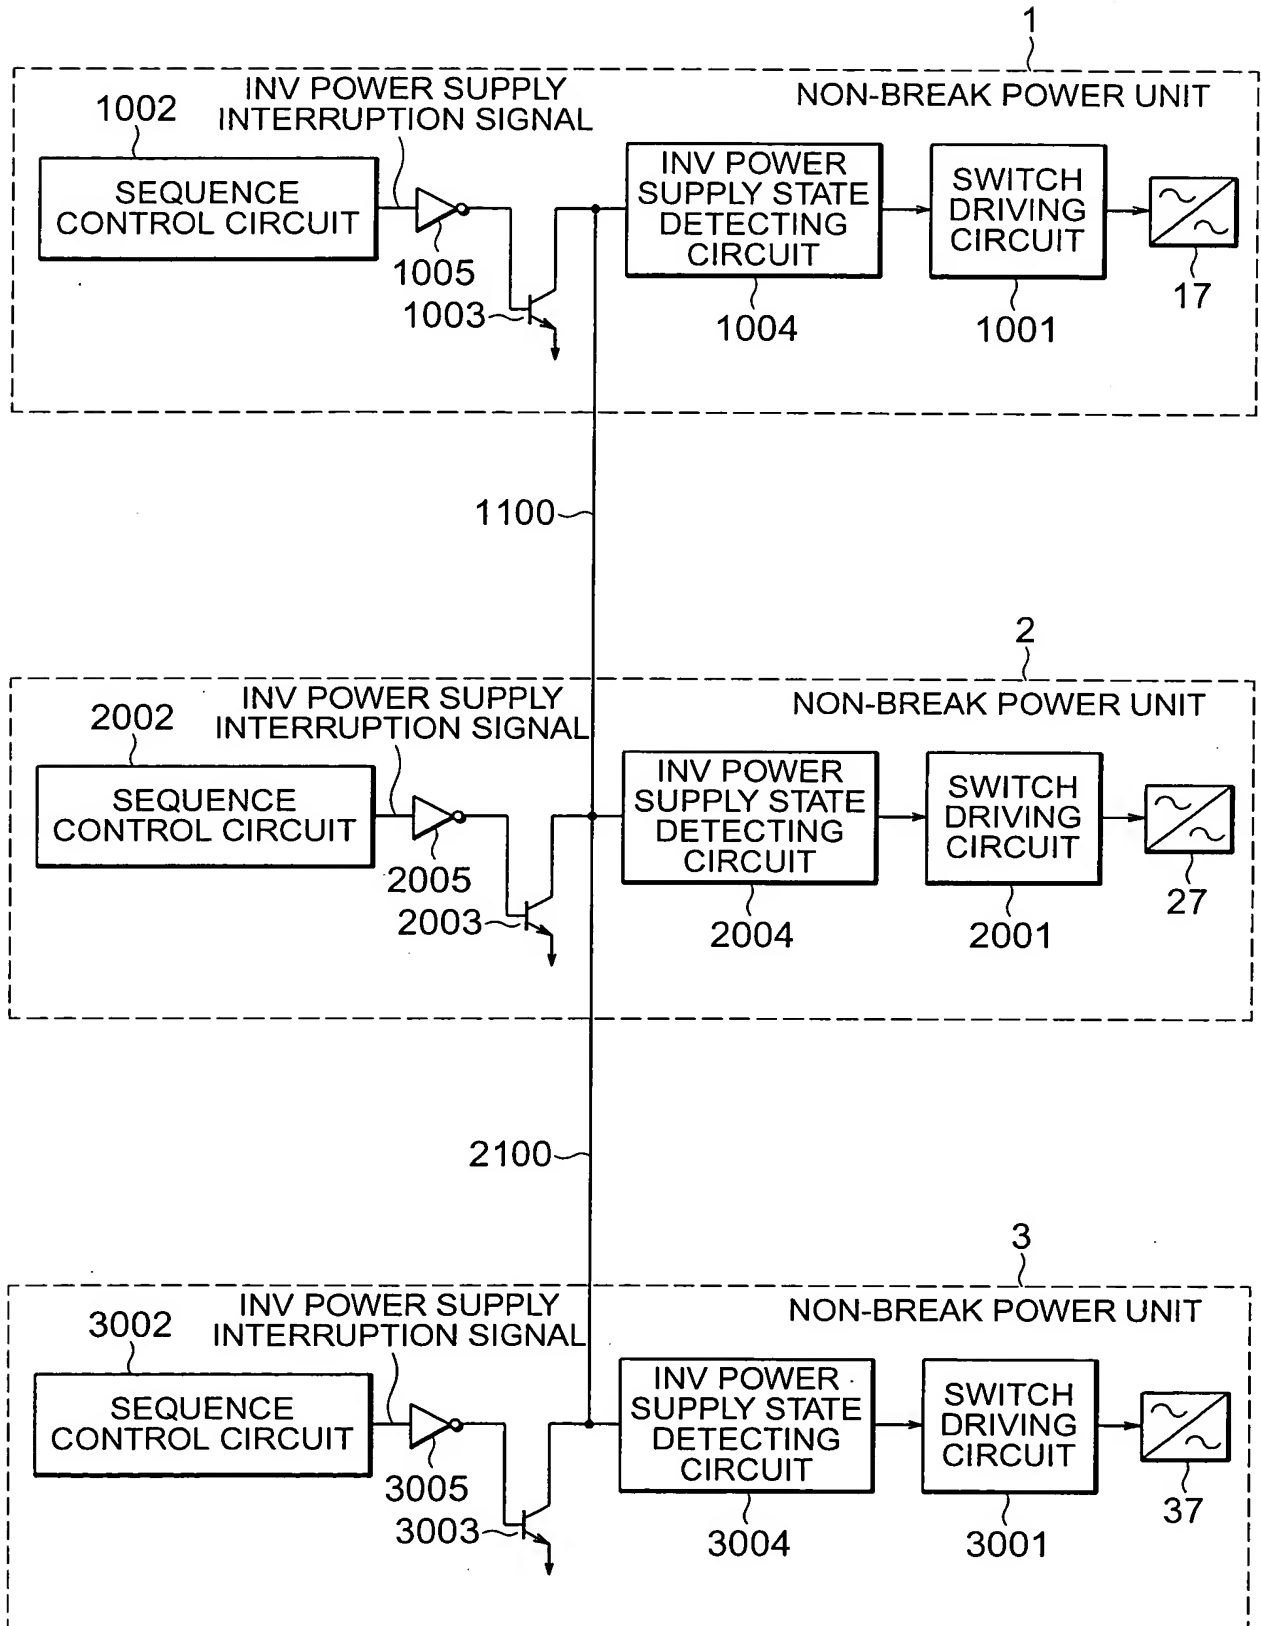 1
INV POWER SUPPLY
INTERRUPTION SIGNAL
NON-BREAK POWER UNIT
1002
SEQUENCE
CONTROL CIRCUIT
1005
1003
INV POWER
SUPPLY STATE
DETECTING
CIRCUIT
1004
SWITCH
DRIVING
CIRCUIT
1001
17
1100
2
INV POWER SUPPLY
INTERRUPTION SIGNAL
NON-BREAK POWER UNIT
2002
SEQUENCE
CONTROL CIRCUIT
2005
2003
INV POWER
SUPPLY STATE
DETECTING
CIRCUIT
2004
SWITCH
DRIVING
CIRCUIT
2001
27
2100
3
INV POWER SUPPLY
INTERRUPTION SIGNAL
NON-BREAK POWER UNIT
3002
SEQUENCE
CONTROL CIRCUIT
3005
3003
INV POWER
SUPPLY STATE
DETECTING
CIRCUIT
3004
SWITCH
DRIVING
CIRCUIT
3001
37